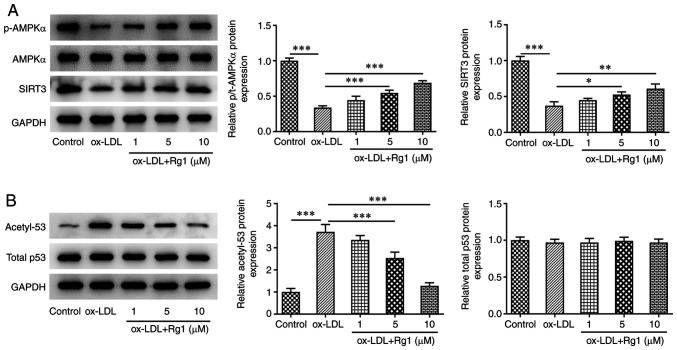 A
p-AMPKα
AMPKα
SIRT3
GAPDH
Control ox-LDL 1 5 10
ox-LDL+Rg1 (μM)
Relative p/t-AMPKα protein
expression
1.5
1.0
0.5
0.0
***
***
***
Control
ox-LDL
1
5
10
ox-LDL+Rg1 (μM)
Relative SIRT3 protein
expression
1.5
1.0
0.5
0.0
***
**
*
Control
ox-LDL
1
5
10
ox-LDL+Rg1 (μM)
B
Acetyl-53
Total p53
GAPDH
Control ox-LDL 1 5 10
ox-LDL+Rg1 (μM)
Relative acetyl-53 protein
expression
5
4
3
2
1
0
***
***
***
Control
ox-LDL
1
5
10
ox-LDL+Rg1 (μM)
Relative total p53 protein
expression
1.5
1.0
0.5
0.0
Control
ox-LDL
1
5
10
ox-LDL+Rg1 (μM)